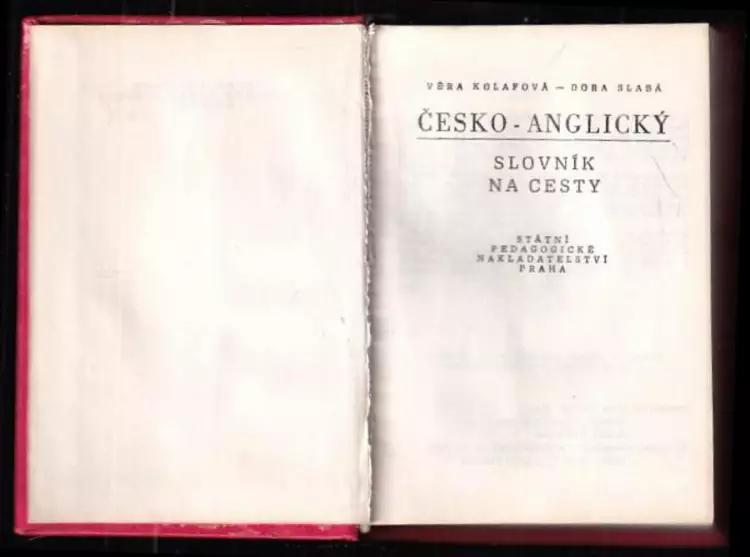 VĚRA KOLAFOVÁ – DORA SLABÁ
ČESKO - ANGLICKÝ
SLOVNÍK
NA CESTY
STÁTNÍ
PEDAGOGICKÉ
NAKLADATELSTVÍ
PRAHA